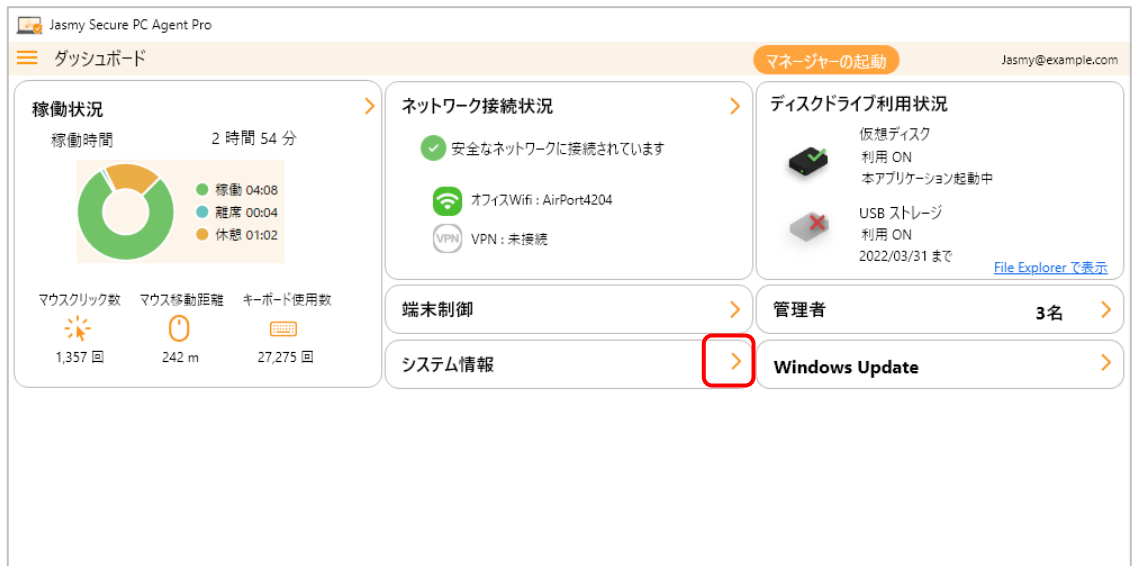 Jasmy Secure PC Agent Pro
ダッシュボード
マネージャーの起動
Jasmy@example.com
稼働状況
稼働時間
2 時間 54 分
稼働 04:08
離席 00:04
休憩 01:02
マウスクリック数 マウス移動距離 キーボード使用数
1,357 回 242 m 27,275 回
ネットワーク接続状況
安全なネットワークに接続されています
オフィスWifi : AirPort4204
VPN VPN : 未接続
端末制御
システム情報
ディスクドライブ利用状況
仮想ディスク
利用 ON
本アプリケーション起動中
USB ストレージ
利用 ON
2022/03/31 まで
File Explorer で表示
管理者 3名
Windows Update